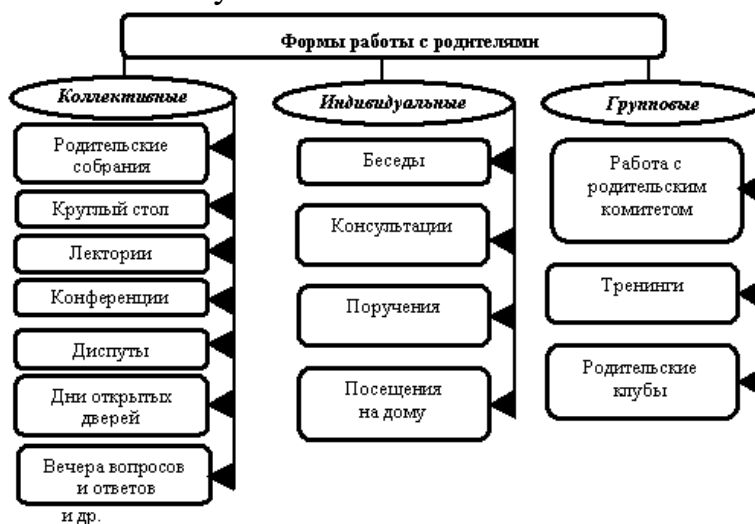 Формы работы с родителями
Коллективные
Родительские
собрания
Круглый стол
Лектории
Конференции
Диспуты
Дни открытых
дверей
Вечера вопросов
и ответов
и др.
Индивидуальные
Беседы
Консультации
Поручения
Посещения
на дому
Групповые
Работа с
родительским
комитетом
Тренинги
Родительские
клубы